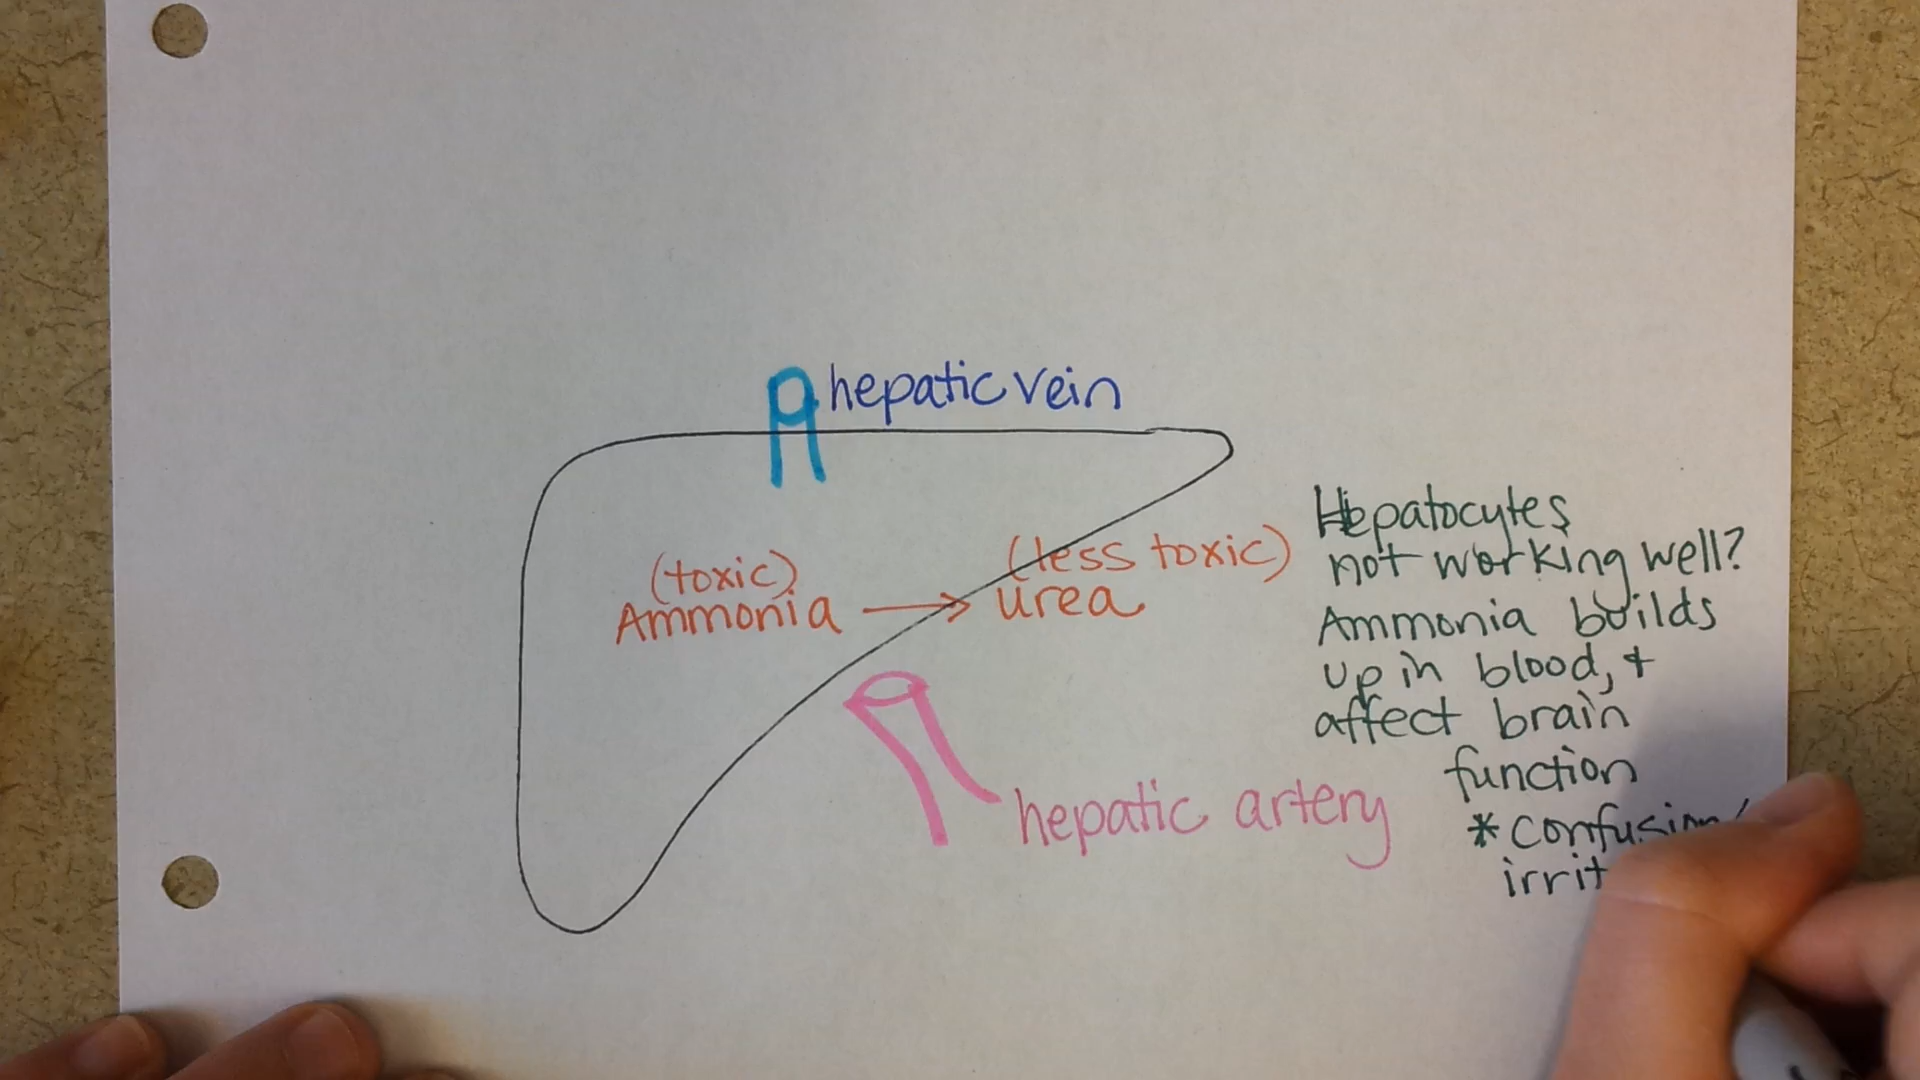 hepatic vein
(toxic)
Ammonia → urea
(less toxic)
hepatic artery
Hepatocytes
not working well?
Ammonia builds
up in blood, +
affect brain
function
* confusion/
irrit